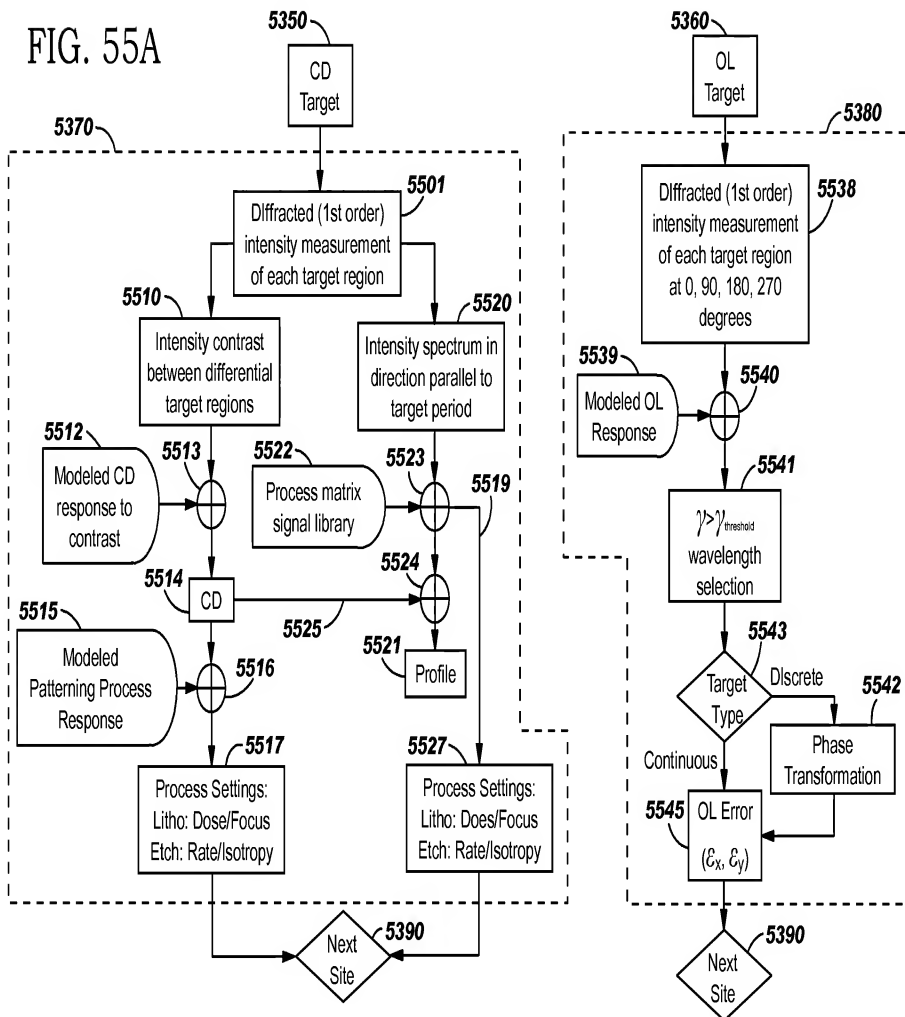 FIG. 55A
5350
CD
Target
5370
5501
DIffracted (1st order)
intensity measurement
of each target region
5510
Intensity contrast
between differential
target regions
5520
Intensity spectrum in
direction parallel to
target period
5512
Modeled CD
response to
contrast
5513
5522
Process matrix
signal library
5523
5519
5514
CD
5524
5525
5515
Modeled
Patterning Process
Response
5516
5521
Profile
5517
Process Settings:
Litho: Dose/Focus
Etch: Rate/Isotropy
5527
Process Settings:
Litho: Does/Focus
Etch: Rate/Isotropy
5390
Next
Site
5360
OL
Target
5380
5538
DIffracted (1st order)
intensity measurement
of each target region
at 0, 90, 180, 270
degrees
5539
Modeled OL
Response
5540
5541
γ>γthreshold
wavelength
selection
5543
Target
Type
DIscrete
5542
Phase
Transformation
Continuous
5545
OL Error
(εx, εy)
5390
Next
Site